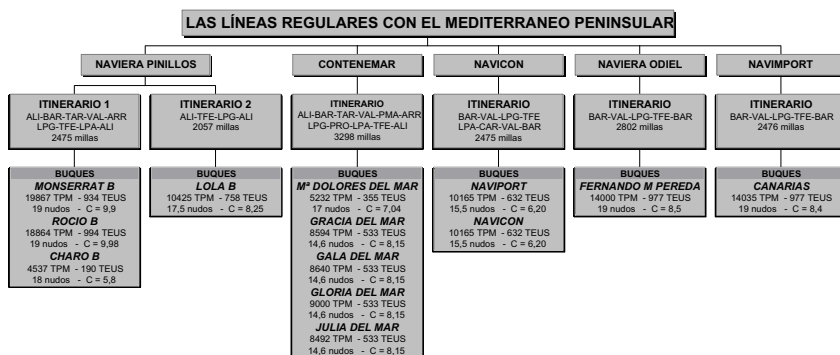 LAS LÍNEAS REGULARES CON EL MEDITERRANEO PENINSULAR
NAVIERA PINILLOS
ITINERARIO 1
ALI-BAR-TAR-VAL-ARR
LPG-TFE-LPA-ALI
2475 millas
BUQUES
MONSERRAT B
19867 TPM - 934 TEUS
19 nudos - C = 9,9
ROCIO B
18864 TPM - 994 TEUS
19 nudos - C = 9,98
CHARO B
4537 TPM - 190 TEUS
18 nudos - C = 5,8
ITINERARIO 2
ALI-TFE-LPG-ALI
2057 millas
BUQUES
LOLA B
10425 TPM - 758 TEUS
17,5 nudos - C = 8,25
CONTENEMAR
ITINERARIO
ALI-BAR-TAR-VAL-PMA-ARR
LPG-PRO-LPA-TFE-ALI
3298 millas
BUQUES
Mª DOLORES DEL MAR
5232 TPM - 355 TEUS
17 nudos - C = 7,04
GRACIA DEL MAR
8594 TPM - 533 TEUS
14,6 nudos - C = 8,15
GALA DEL MAR
8640 TPM - 533 TEUS
14,6 nudos - C = 8,15
GLORIA DEL MAR
9000 TPM - 533 TEUS
14,6 nudos - C = 8,15
JULIA DEL MAR
8492 TPM - 533 TEUS
14,6 nudos - C = 8,15
NAVICON
ITINERARIO
BAR-VAL-LPG-TFE
LPA-CAR-VAL-BAR
2475 millas
BUQUES
NAVIPORT
10165 TPM - 632 TEUS
15,5 nudos - C = 6,20
NAVICON
10165 TPM - 632 TEUS
15,5 nudos - C = 6,20
NAVIERA ODIEL
ITINERARIO
BAR-VAL-LPG-TFE-BAR
2802 millas
BUQUES
FERNANDO M PEREDA
14000 TPM - 977 TEUS
19 nudos - C = 8,5
NAVIMPORT
ITINERARIO
BAR-VAL-LPG-TFE-BAR
2476 millas
BUQUES
CANARIAS
14035 TPM - 977 TEUS
19 nudos - C = 8,4